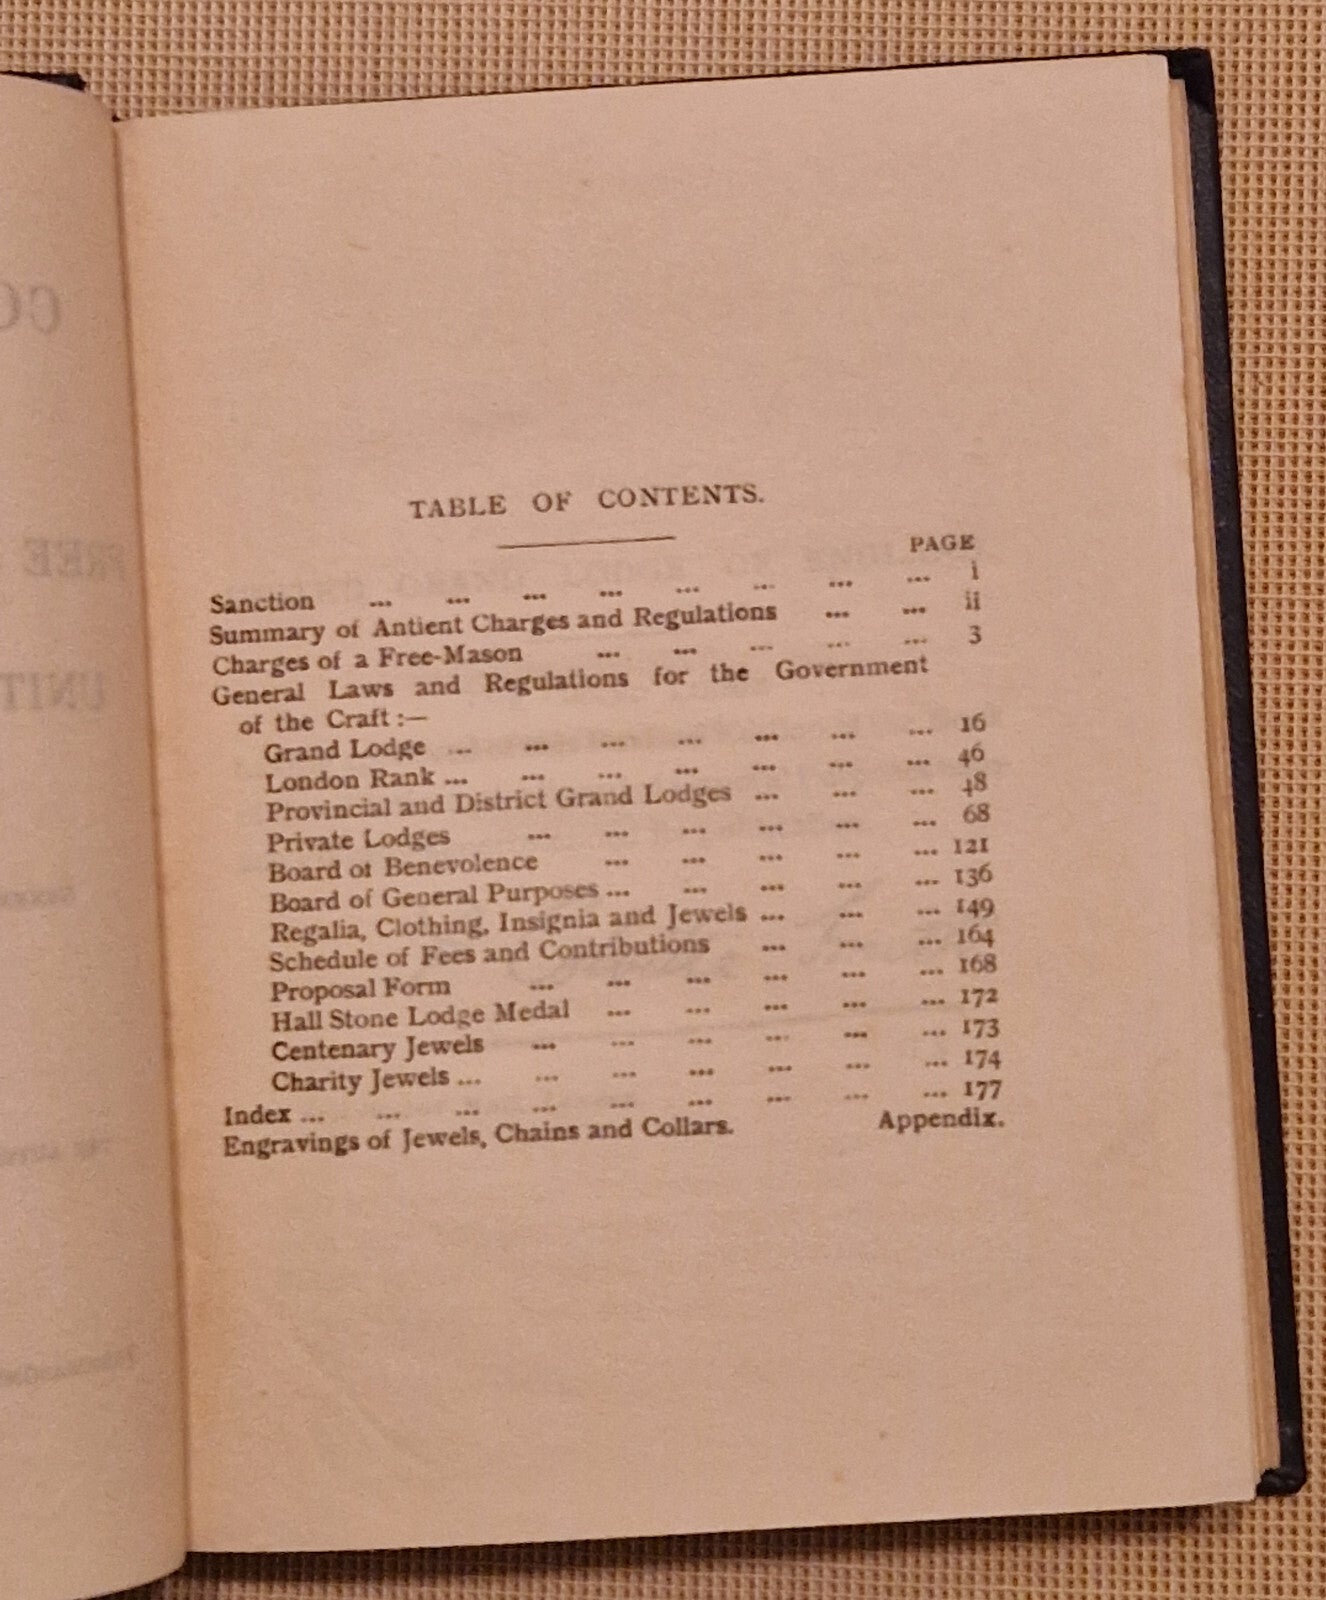 TABLE OF CONTENTS.
PAGE
Sanction ... ... ... ... ... ... ... ... i
Summary of Antient Charges and Regulations ... ... ii
Charges of a Free-Mason ... ... ... ... ... 3
General Laws and Regulations for the Government
of the Craft:—
Grand Lodge ... ... ... ... ... ... ... 16
London Rank ... ... ... ... ... ... ... 46
Provincial and District Grand Lodges ... ... ... 48
Private Lodges ... ... ... ... ... ... 68
Board of Benevolence ... ... ... ... ... 121
Board of General Purposes ... ... ... ... ... 136
Regalia, Clothing, Insignia and Jewels ... ... ... 149
Schedule of Fees and Contributions ... ... ... 164
Proposal Form ... ... ... ... ... ... 168
Hall Stone Lodge Medal ... ... ... ... ... 172
Centenary Jewels ... ... ... ... ... ... 173
Charity Jewels ... ... ... ... ... ... ... 174
Index ... ... ... ... ... ... ... ... ... 177
Engravings of Jewels, Chains and Collars. Appendix.